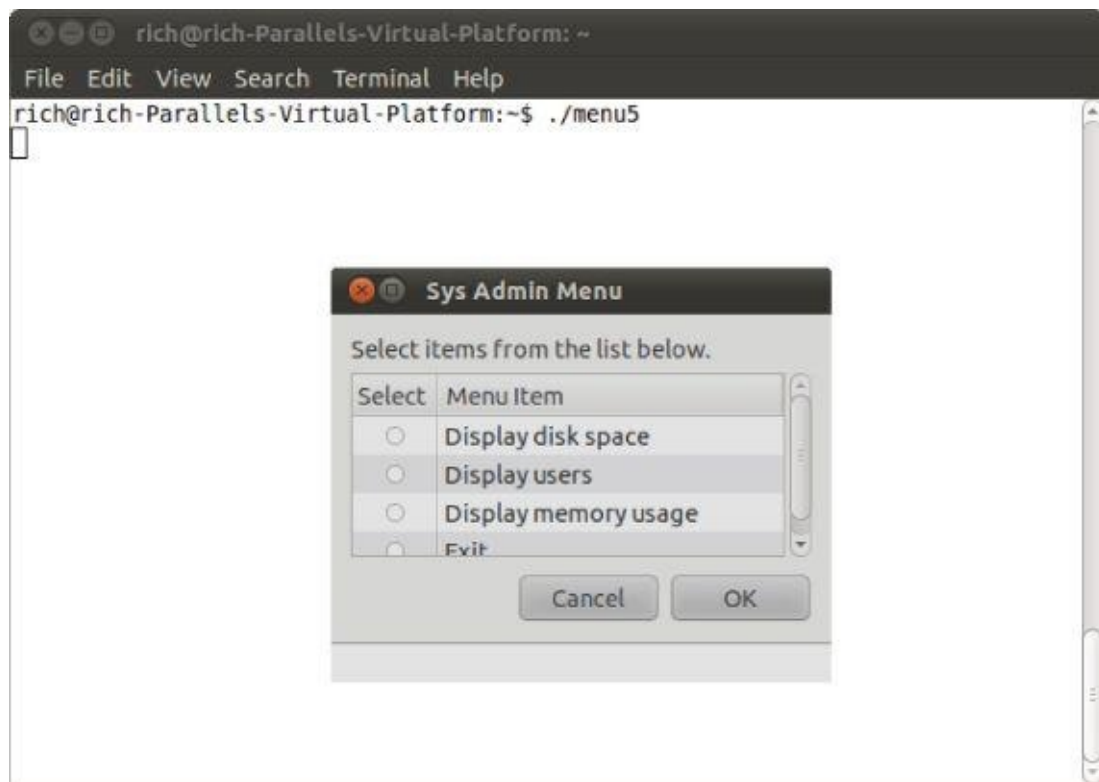 rich@rich-Parallels-Virtual-Platform: ~
File Edit View Search Terminal Help
rich@rich-Parallels-Virtual-Platform:~$ ./menu5
Sys Admin Menu
Select items from the list below.
Select Menu Item
Display disk space
Display users
Display memory usage
Exit
Cancel OK